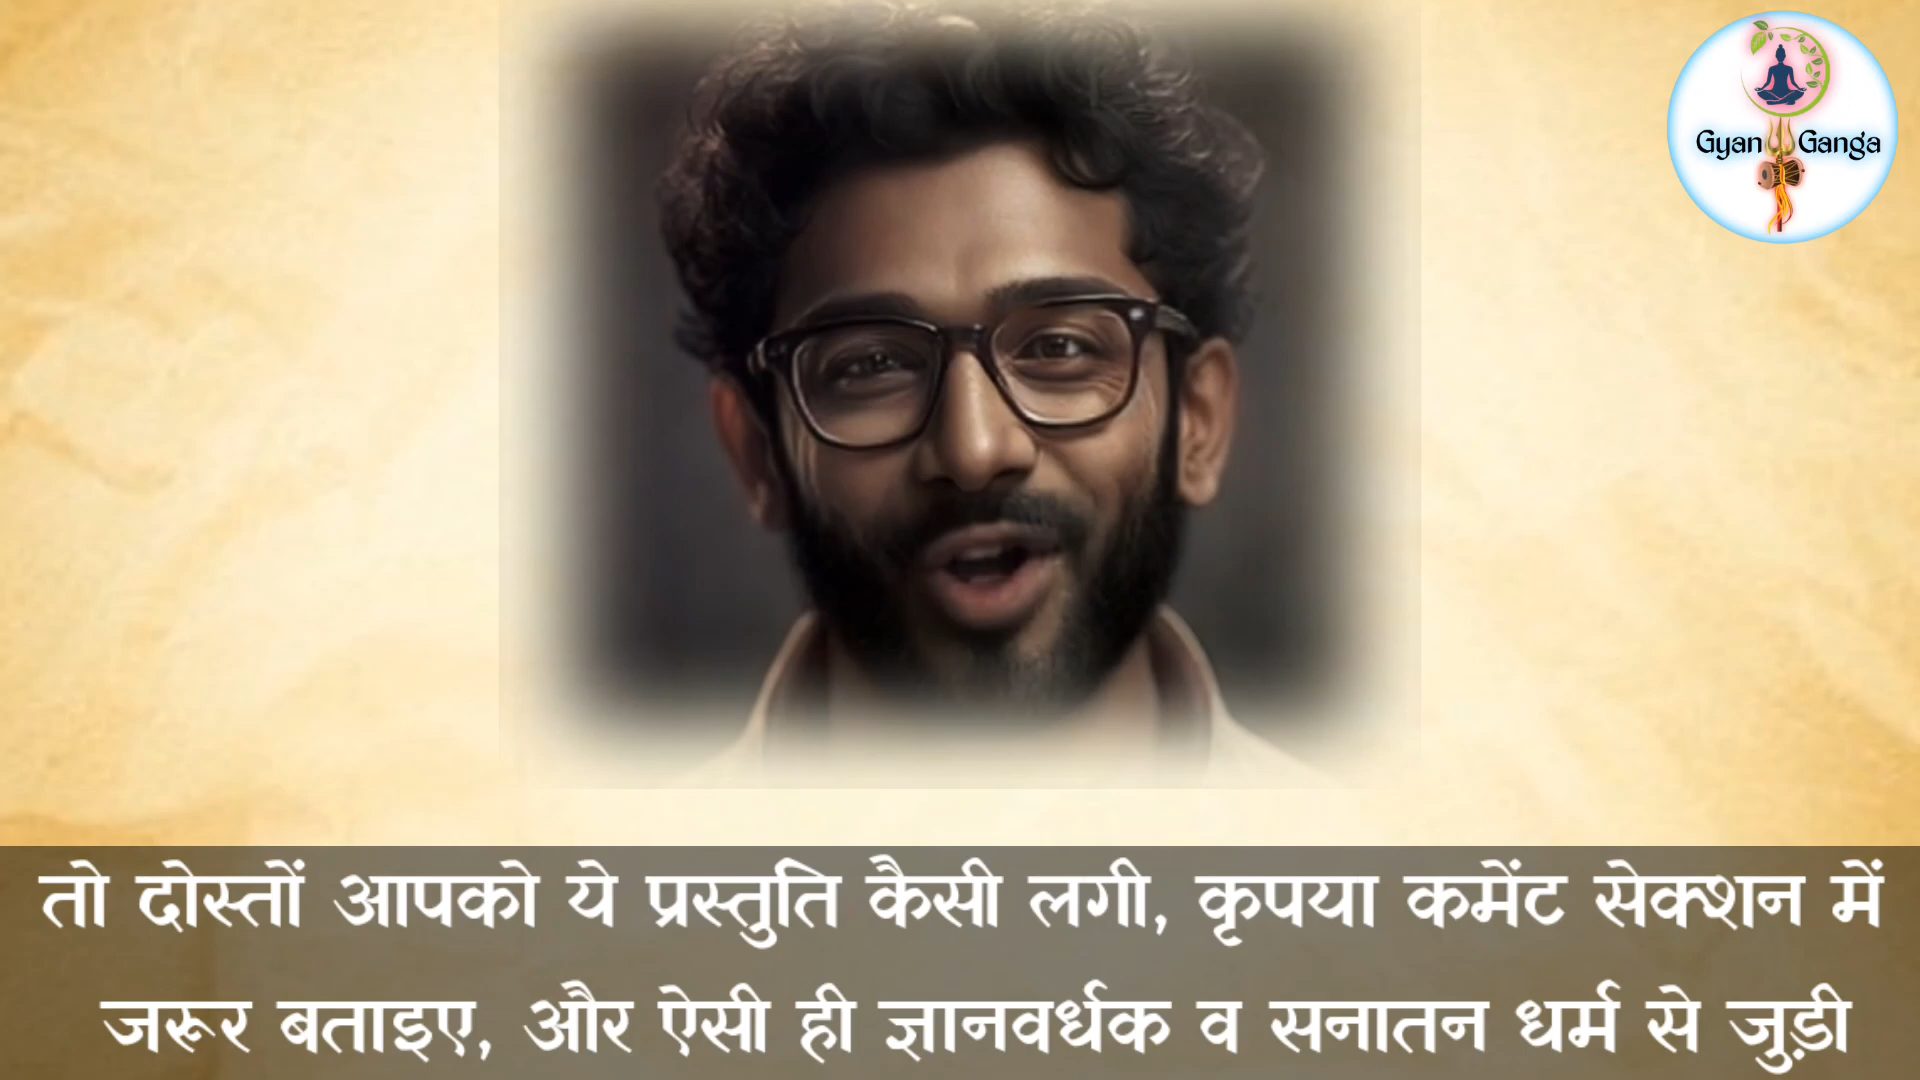 Gyan Ganga
तो दोस्तों आपको ये प्रस्तुति कैसी लगी, कृपया कमेंट सेक्शन में
जरूर बताइए, और ऐसी ही ज्ञानवर्धक व सनातन धर्म से जुड़ी